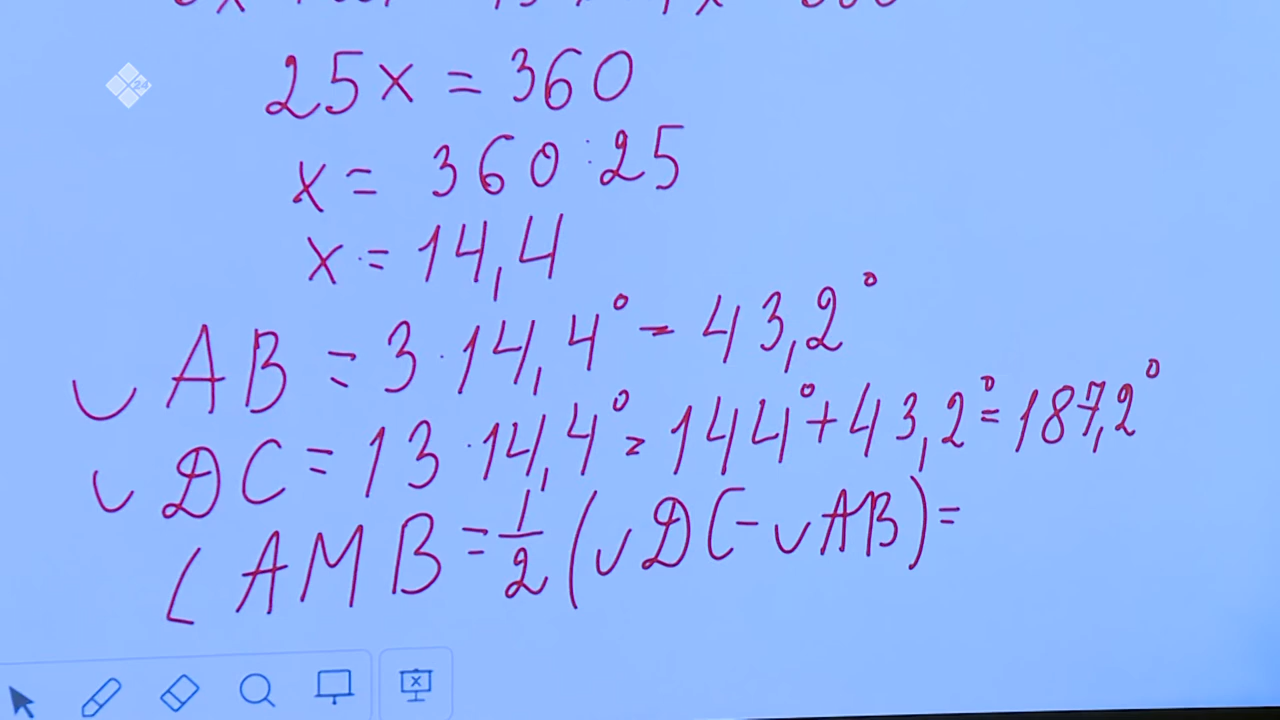 25x = 360
x = 360 : 25
x = 14,4
◡ AB = 3 · 14,4° = 43,2°
◡ DC = 13 · 14,4° = 144° + 43,2° = 187,2°
∠ AMB = 1/2 (◡ DC - ◡ AB) =
24